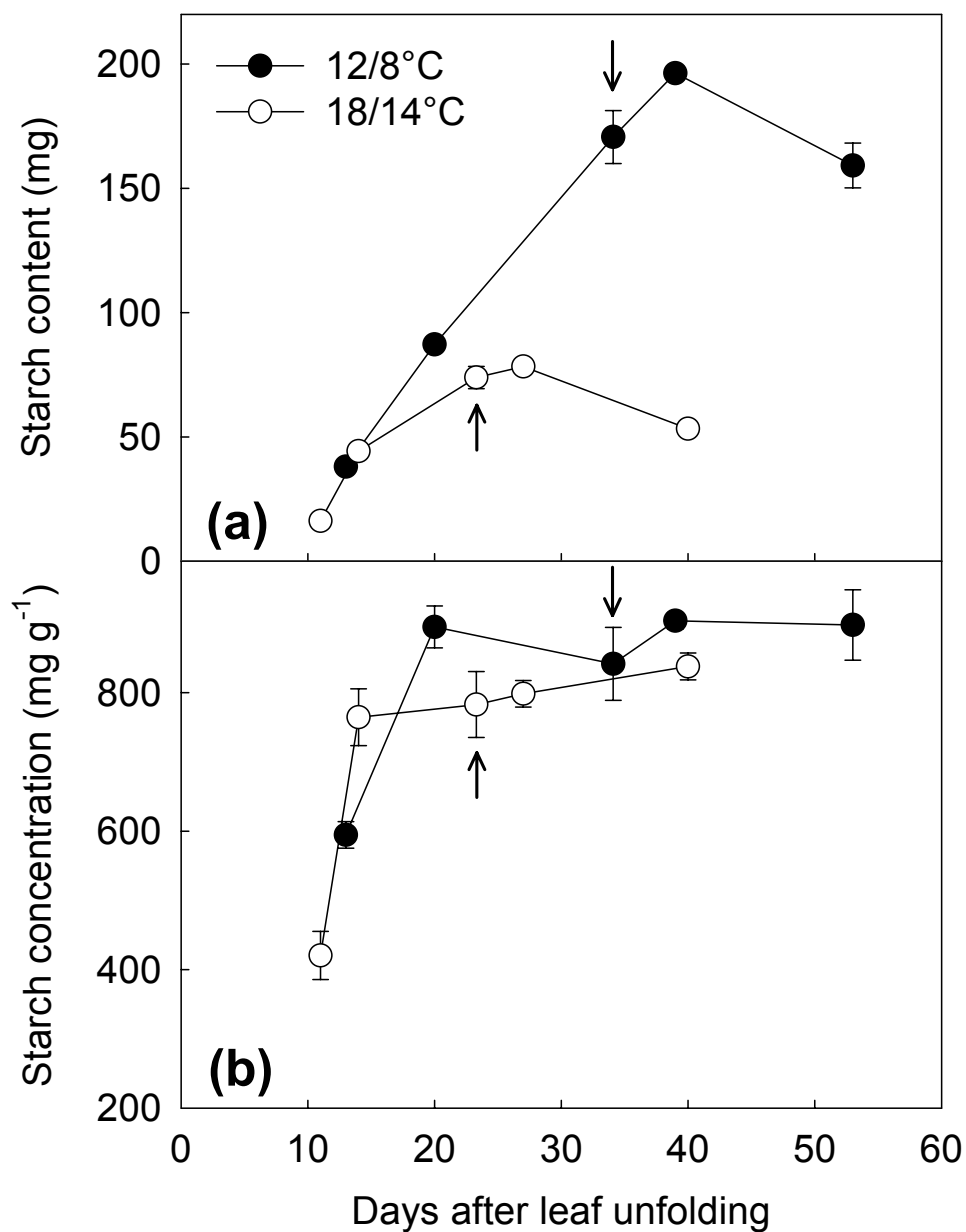 200
150
100
50
0
Starch content (mg)
12/8°C
18/14°C
(a)
800
600
400
200
Starch concentration (mg g-1)
(b)
0 10 20 30 40 50 60
Days after leaf unfolding